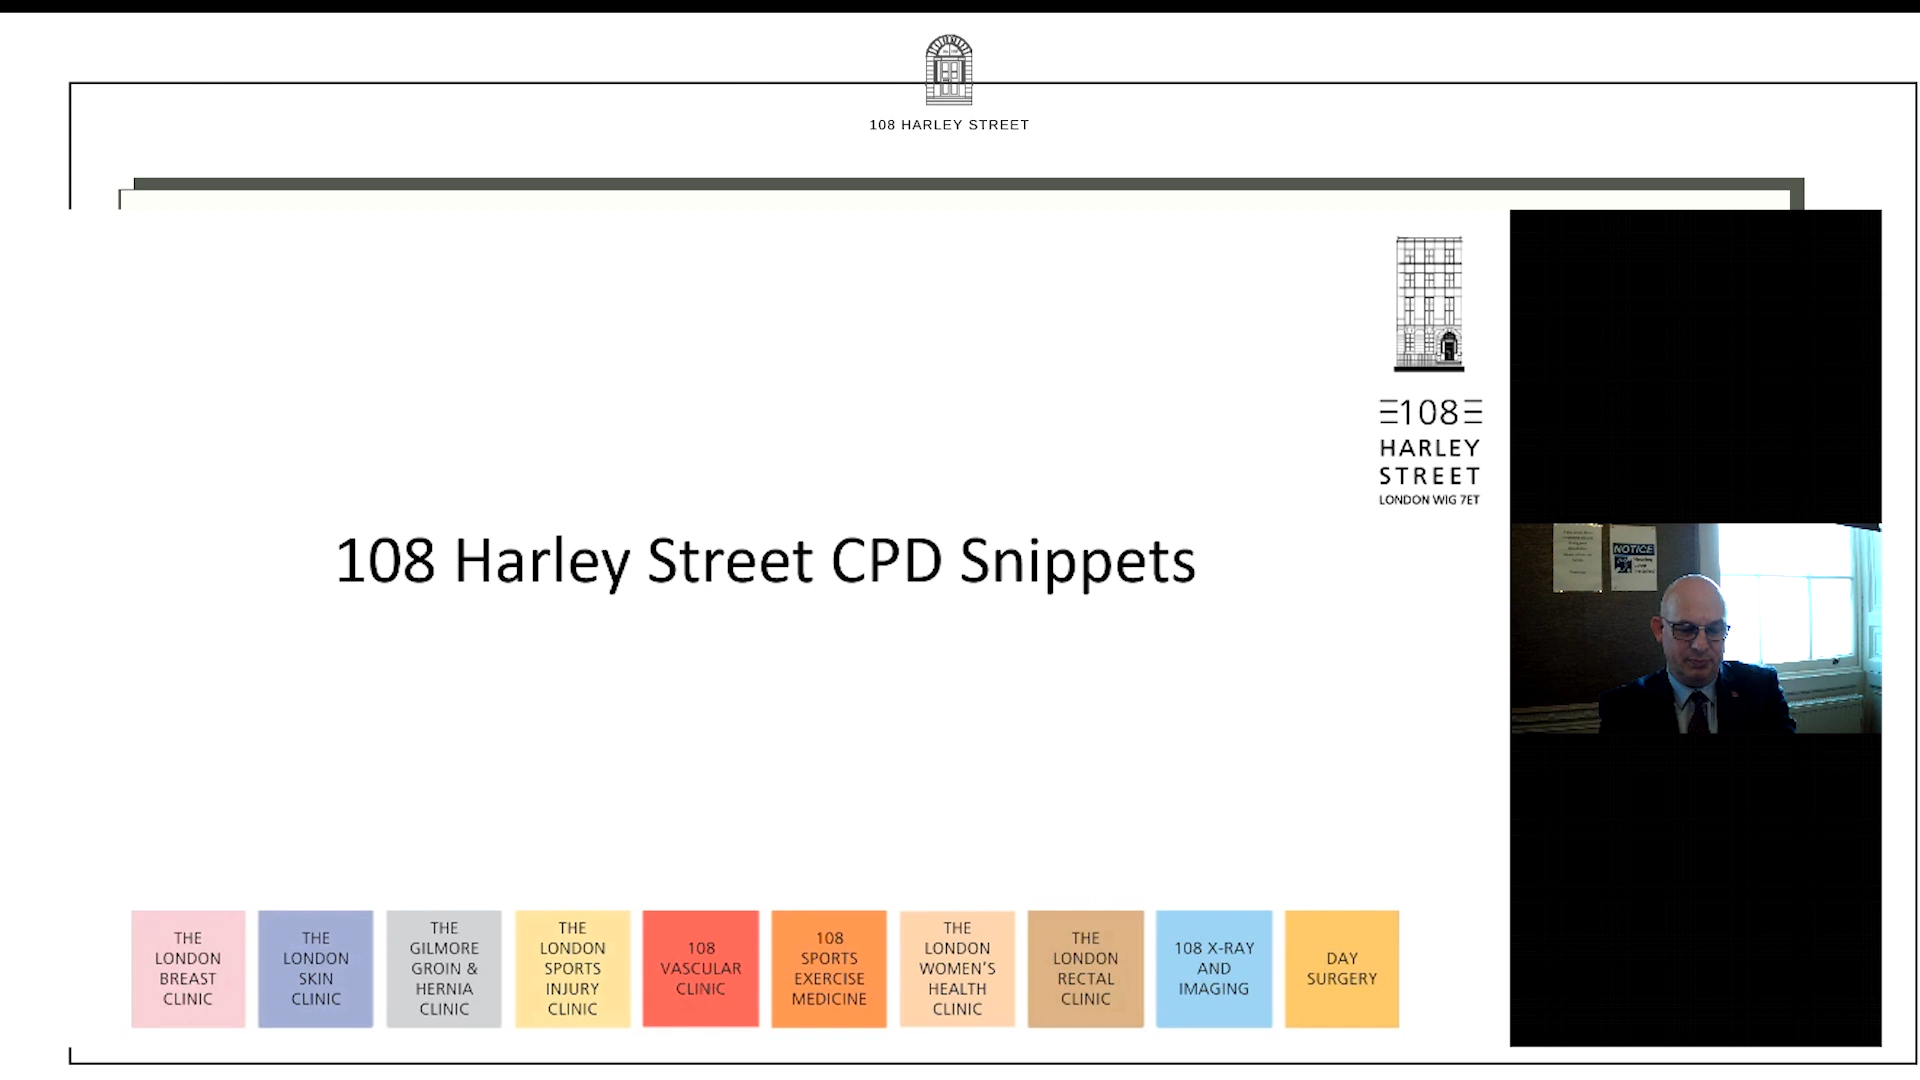 108 HARLEY STREET
108
HARLEY
STREET
LONDON WIG 7ET
NOTICE
108 Harley Street CPD Snippets
THE
LONDON
BREAST
CLINIC
THE
LONDON
SKIN
CLINIC
THE
GILMORE
GROIN &
HERNIA
CLINIC
THE
LONDON
SPORTS
INJURY
CLINIC
108
VASCULAR
CLINIC
108
SPORTS
EXERCISE
MEDICINE
THE
LONDON
WOMEN'S
HEALTH
CLINIC
THE
LONDON
RECTAL
CLINIC
108 X-RAY
AND
IMAGING
DAY
SURGERY